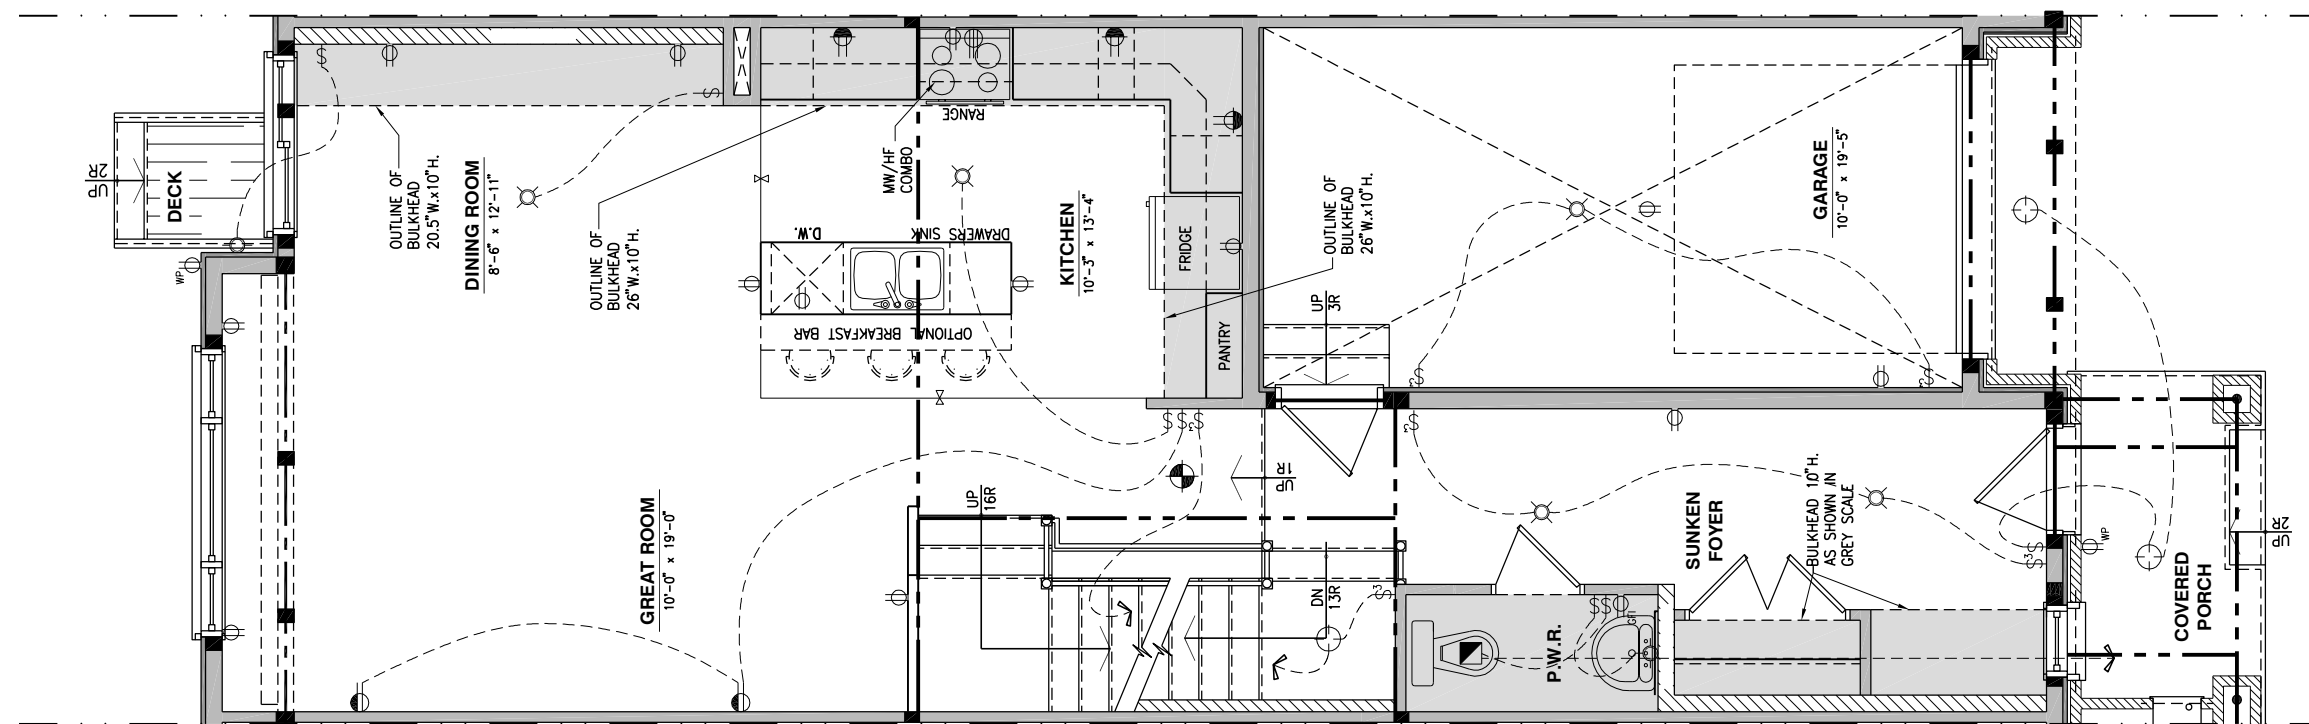 UP
2R
DECK
WP
OUTLINE OF
BULKHEAD
20.5"W.x10"H.
DINING ROOM
8'-6" x 12'-11"
OUTLINE OF
BULKHEAD
26"W.x10"H.
GREAT ROOM
10'-0" x 19'-0"
RANGE
MW/HF
COMBO
D.W.
SINK
DRAWERS
OPTIONAL BREAKFAST BAR
KITCHEN
10'-3" x 13'-4"
FRIDGE
PANTRY
OUTLINE OF
BULKHEAD
26"W.x10"H.
UP
3R
GARAGE
10'-0" x 19'-5"
UP
1R
UP
16R
DN
13R
P.W.R.
GFI
SUNKEN
FOYER
BULKHEAD 10"H.
AS SHOWN IN
GREY SCALE
WP
COVERED
PORCH
UP
2R